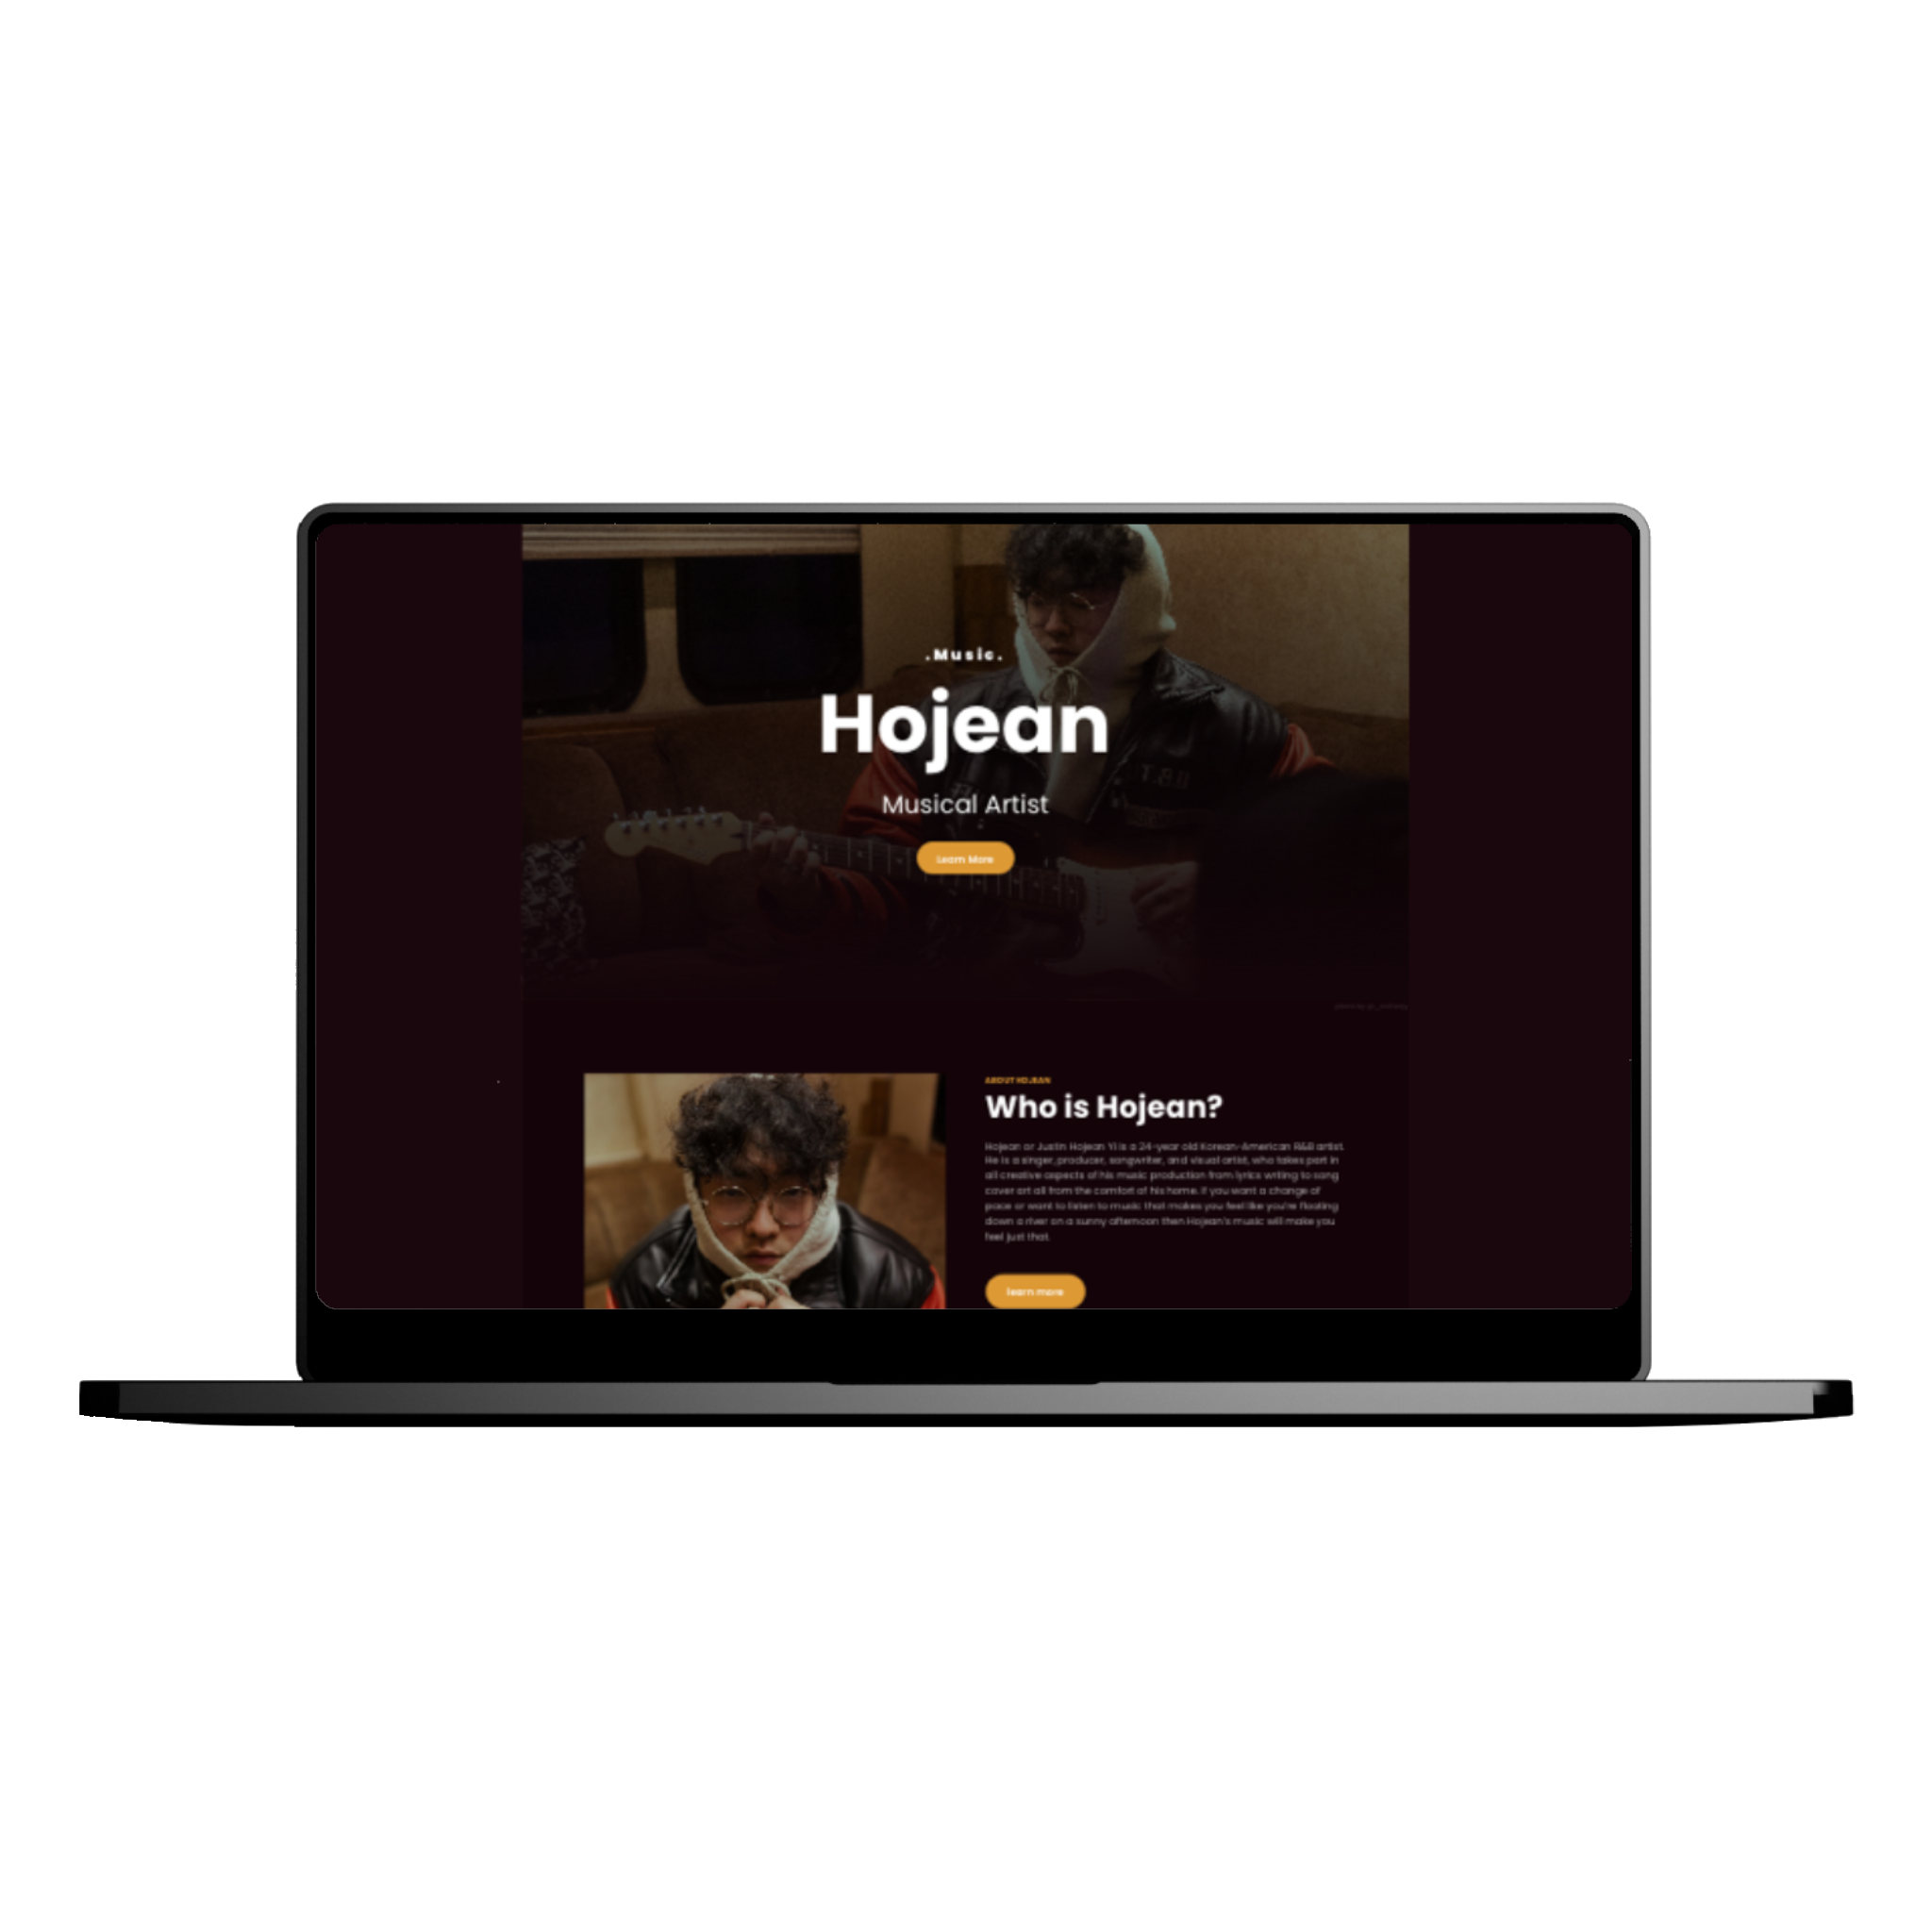 .Music.
Hojean
Musical Artist
Learn More
ABOUT HOJEAN
Who is Hojean?
Hojean or Justin Hojean Yi is a 24-year old Korean-American R&B artist.
He is a singer, producer, songwriter, and visual artist, who takes part in
all creative aspects of his music production from lyrics writing to song
cover art all from the comfort of his home. If you want a change of
pace or want to listen to music that makes you feel like you're floating
down a river on a sunny afternoon then Hojean's music will make you
feel just that.
learn more